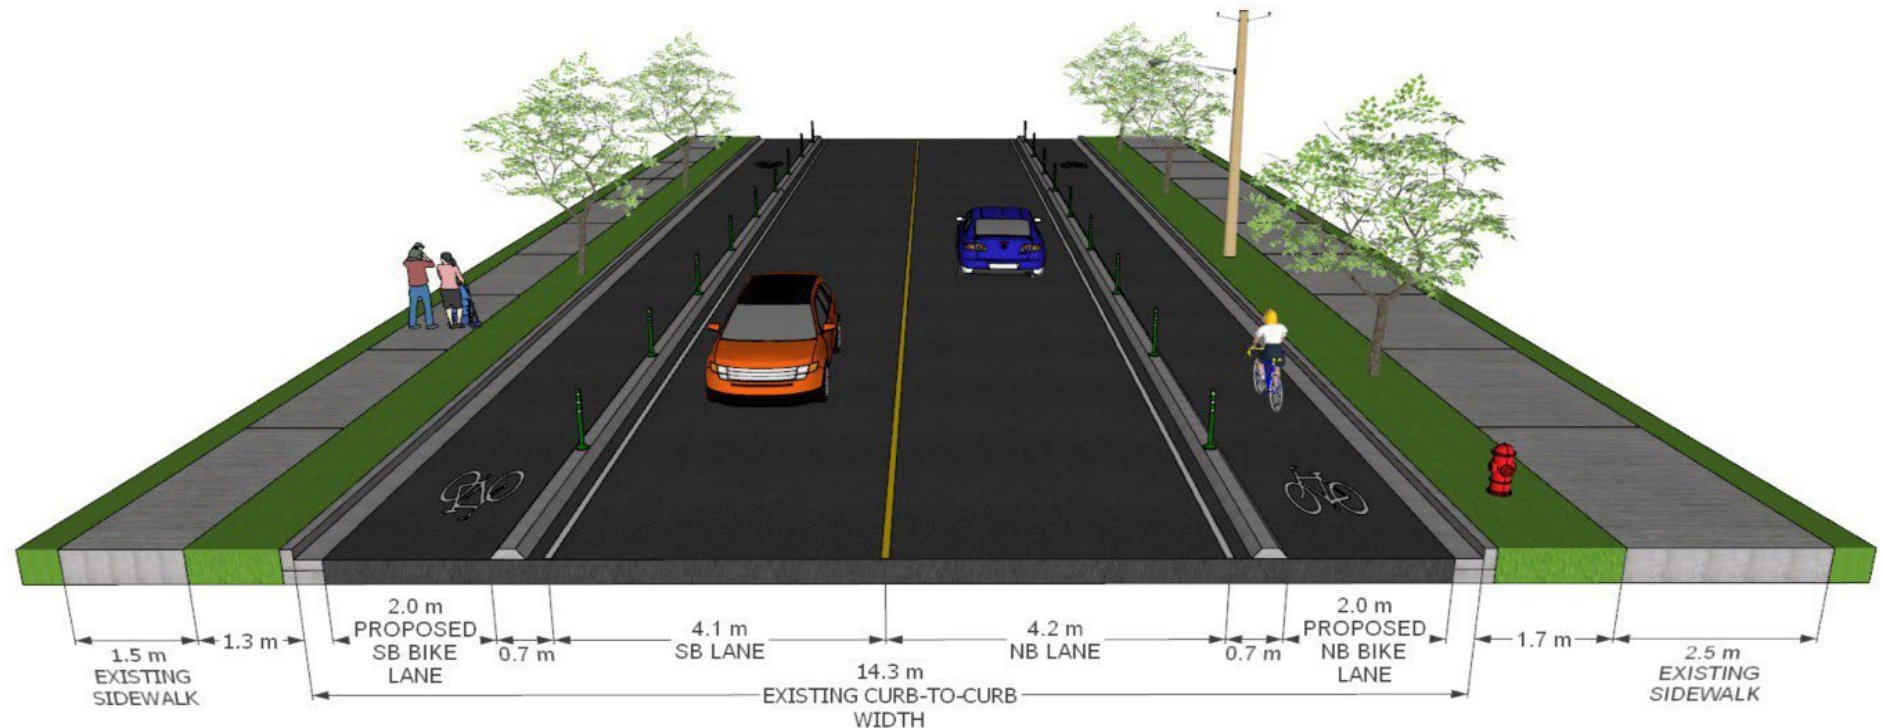 1.5 m
EXISTING
SIDEWALK
1.3 m
2.0 m
PROPOSED
SB BIKE
LANE
0.7 m
4.1 m
SB LANE
4.2 m
NB LANE
0.7 m
2.0 m
PROPOSED
NB BIKE
LANE
1.7 m
2.5 m
EXISTING
SIDEWALK
14.3 m
EXISTING CURB-TO-CURB
WIDTH